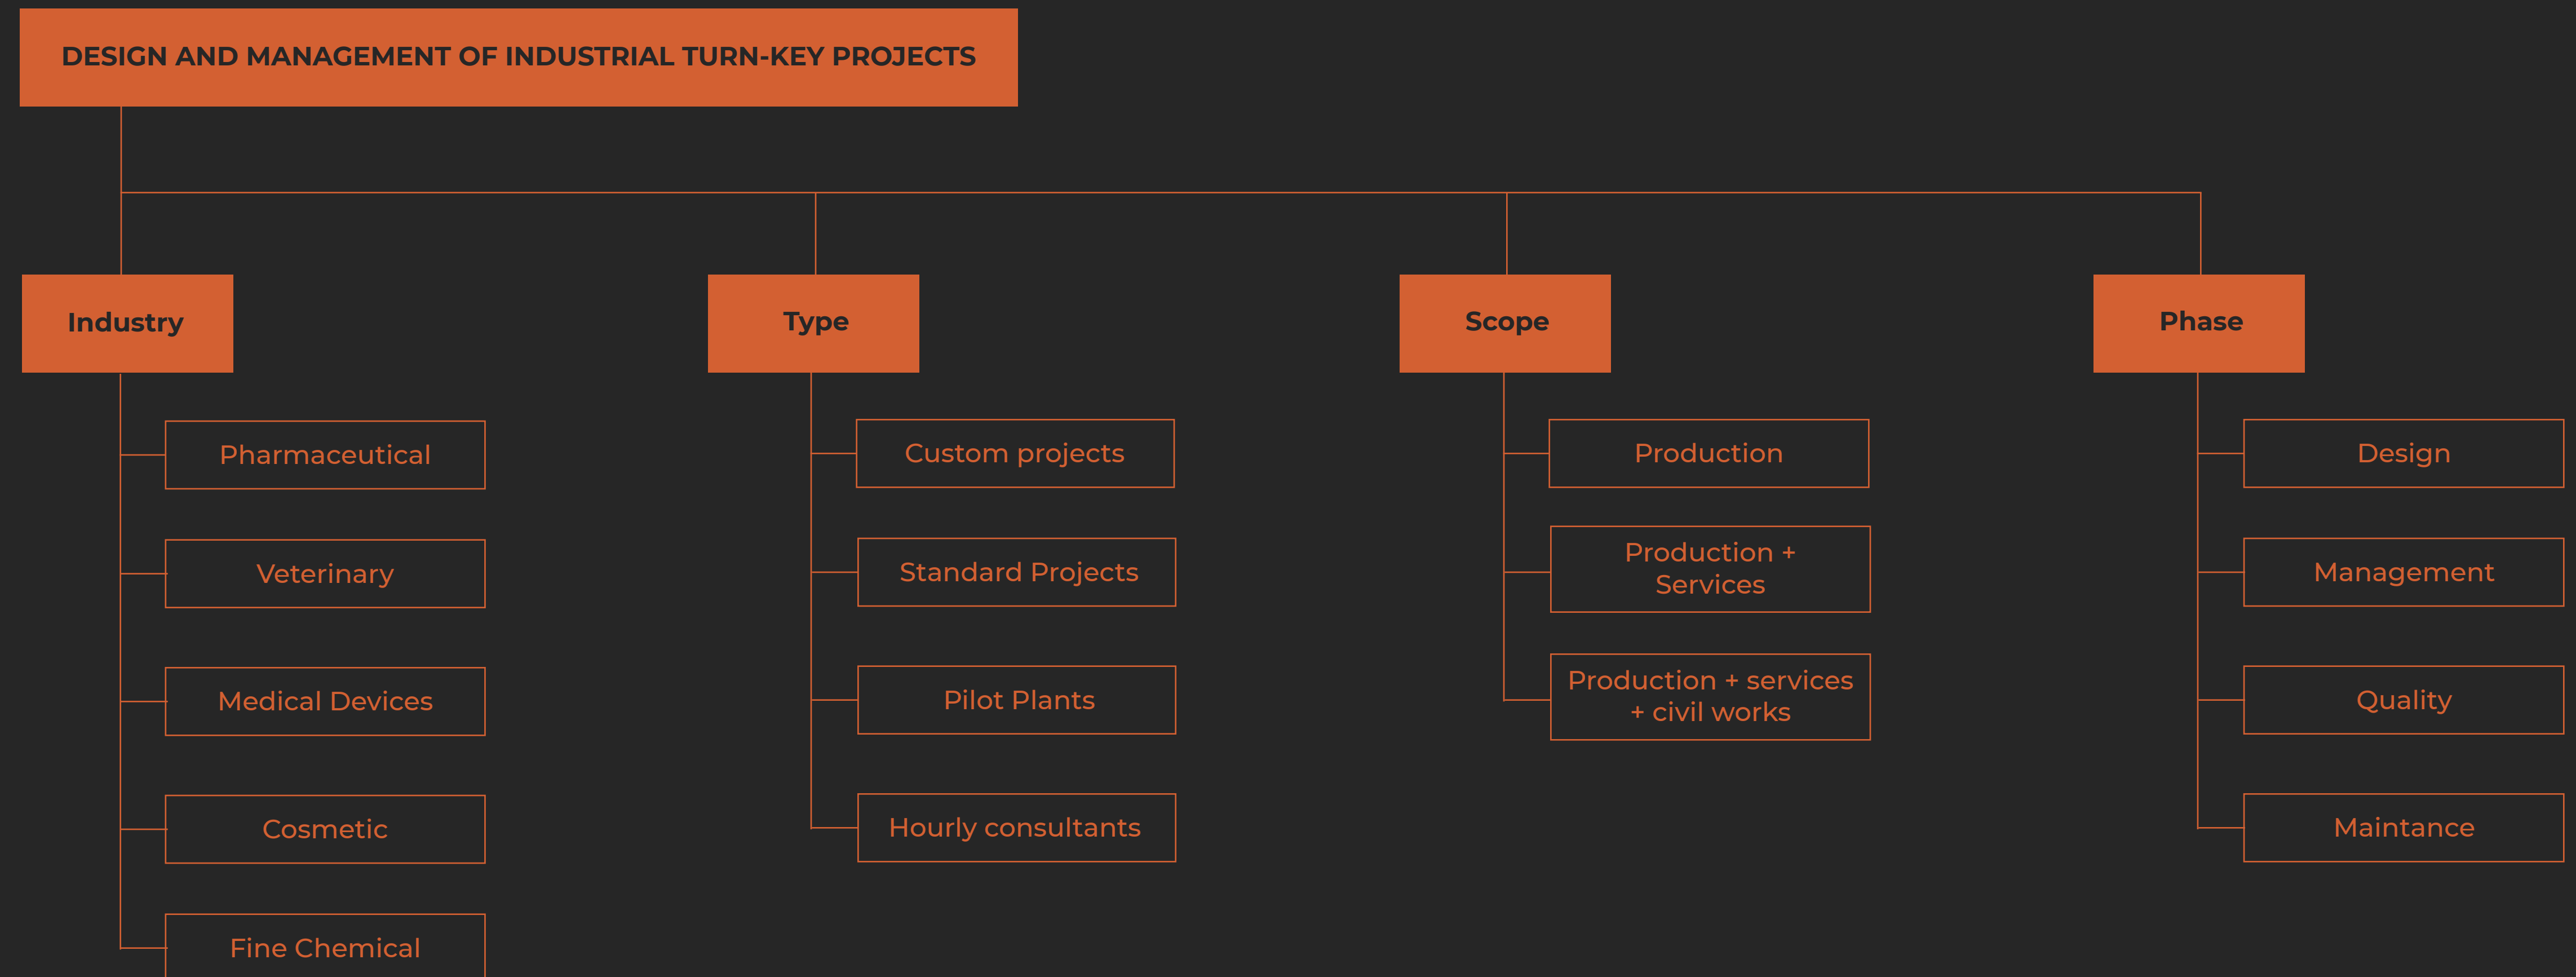 DESIGN AND MANAGEMENT OF INDUSTRIAL TURN-KEY PROJECTS
Industry
Pharmaceutical
Veterinary
Medical Devices
Cosmetic
Fine Chemical
Type
Custom projects
Standard Projects
Pilot Plants
Hourly consultants
Scope
Production
Production +
Services
Production + services
+ civil works
Phase
Design
Management
Quality
Maintance